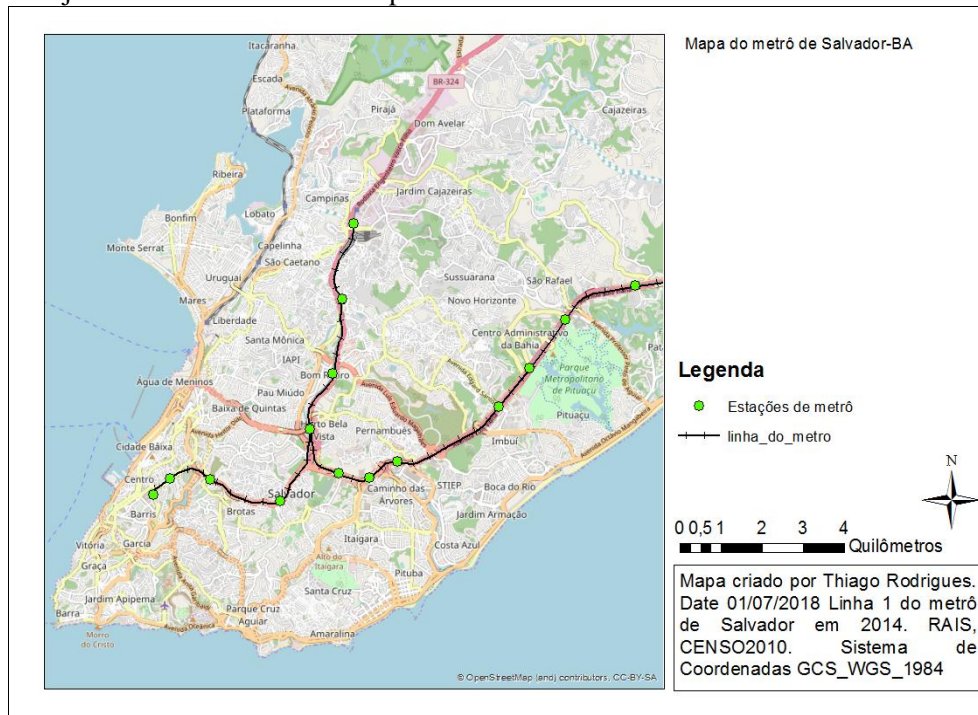 Mapa do metrô de Salvador-BA
Itacaranha
Escada
Plataforma
BR-324
Pirajá
Dom Avelar
Cajazeiras
Ribeira
Campinas
Jardim Cajazeiras
Bonfim
Lobato
Monte Serrat
Capelinha
São Caetano
Uruguai
Sussuarana
São Rafael
Mares
Novo Horizonte
Liberdade
Santa Mônica
Centro Administrativo
da Bahia
IAPI
Parque
Metropolitano
de Pituaçu
Água de Meninos
Pau Miúdo
Baixa de Quintas
Pituaçu
Pernambués
Imbuí
Cidade Baixa
Centro
Salvador
Caminho das
Árvores
STIEP
Boca do Rio
Barris
Brotas
Jardim Armação
Vitória
Garcia
Itaigara
Costa Azul
Graça
Alto do
Itaigara
Pituba
Santa Cruz
Barra
Jardim Apipema
Parque Cruz
Aguiar
Avenida Oceânica
Amaralina
Morro
do Cristo
© OpenStreetMap (and) contributors, CC-BY-SA
Legenda
Estações de metrô
linha_do_metro
N
0 0,5 1 2 3 4
Quilômetros
Mapa criado por Thiago Rodrigues.
Date 01/07/2018 Linha 1 do metrô
de Salvador em 2014. RAIS,
CENSO2010. Sistema de
Coordenadas GCS_WGS_1984